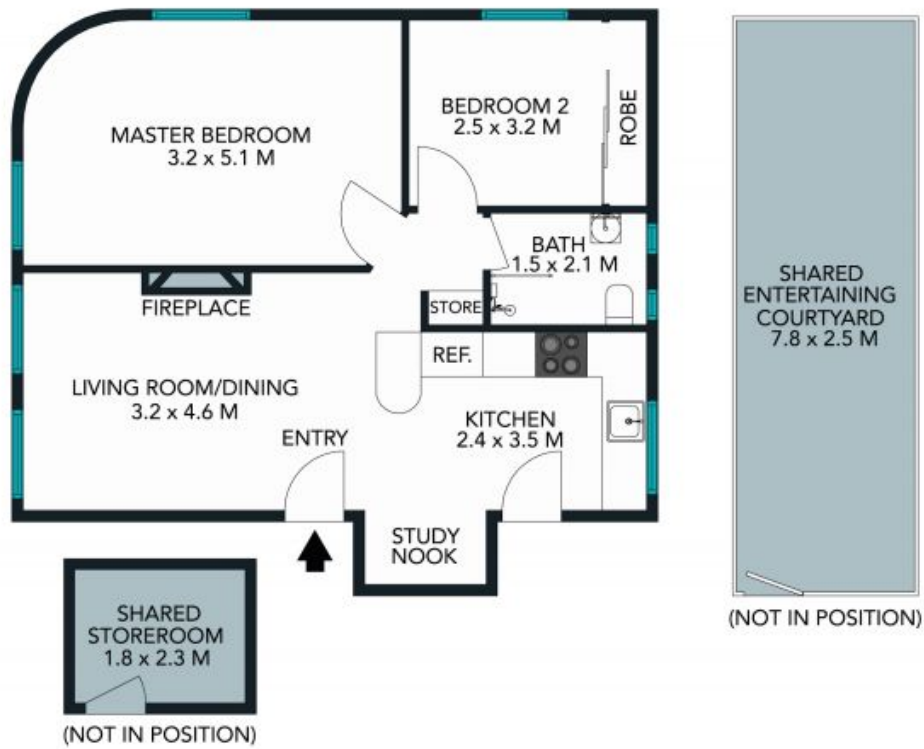 MASTER BEDROOM
3.2 x 5.1 M
BEDROOM 2
2.5 x 3.2 M
ROBE
BATH
1.5 x 2.1 M
FIREPLACE
STORE
REF.
LIVING ROOM/DINING
3.2 x 4.6 M
KITCHEN
2.4 x 3.5 M
ENTRY
STUDY
NOOK
SHARED
ENTERTAINING
COURTYARD
7.8 x 2.5 M
(NOT IN POSITION)
SHARED
STOREROOM
1.8 x 2.3 M
(NOT IN POSITION)